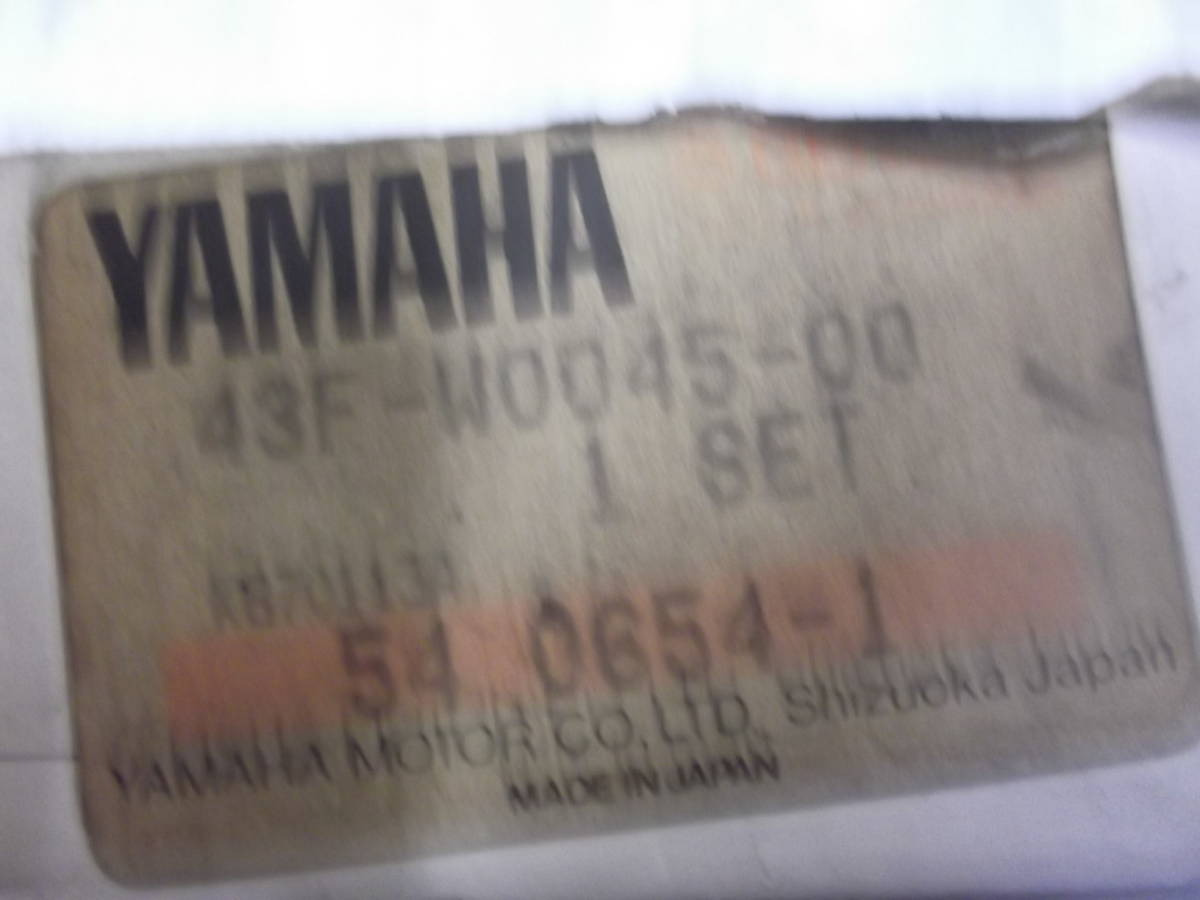 YAMAHA
43F-W0045-00
1 SET
54 0654-1
YAMAHA MOTOR CO., LTD., Shizuoka Japan
MADE IN JAPAN